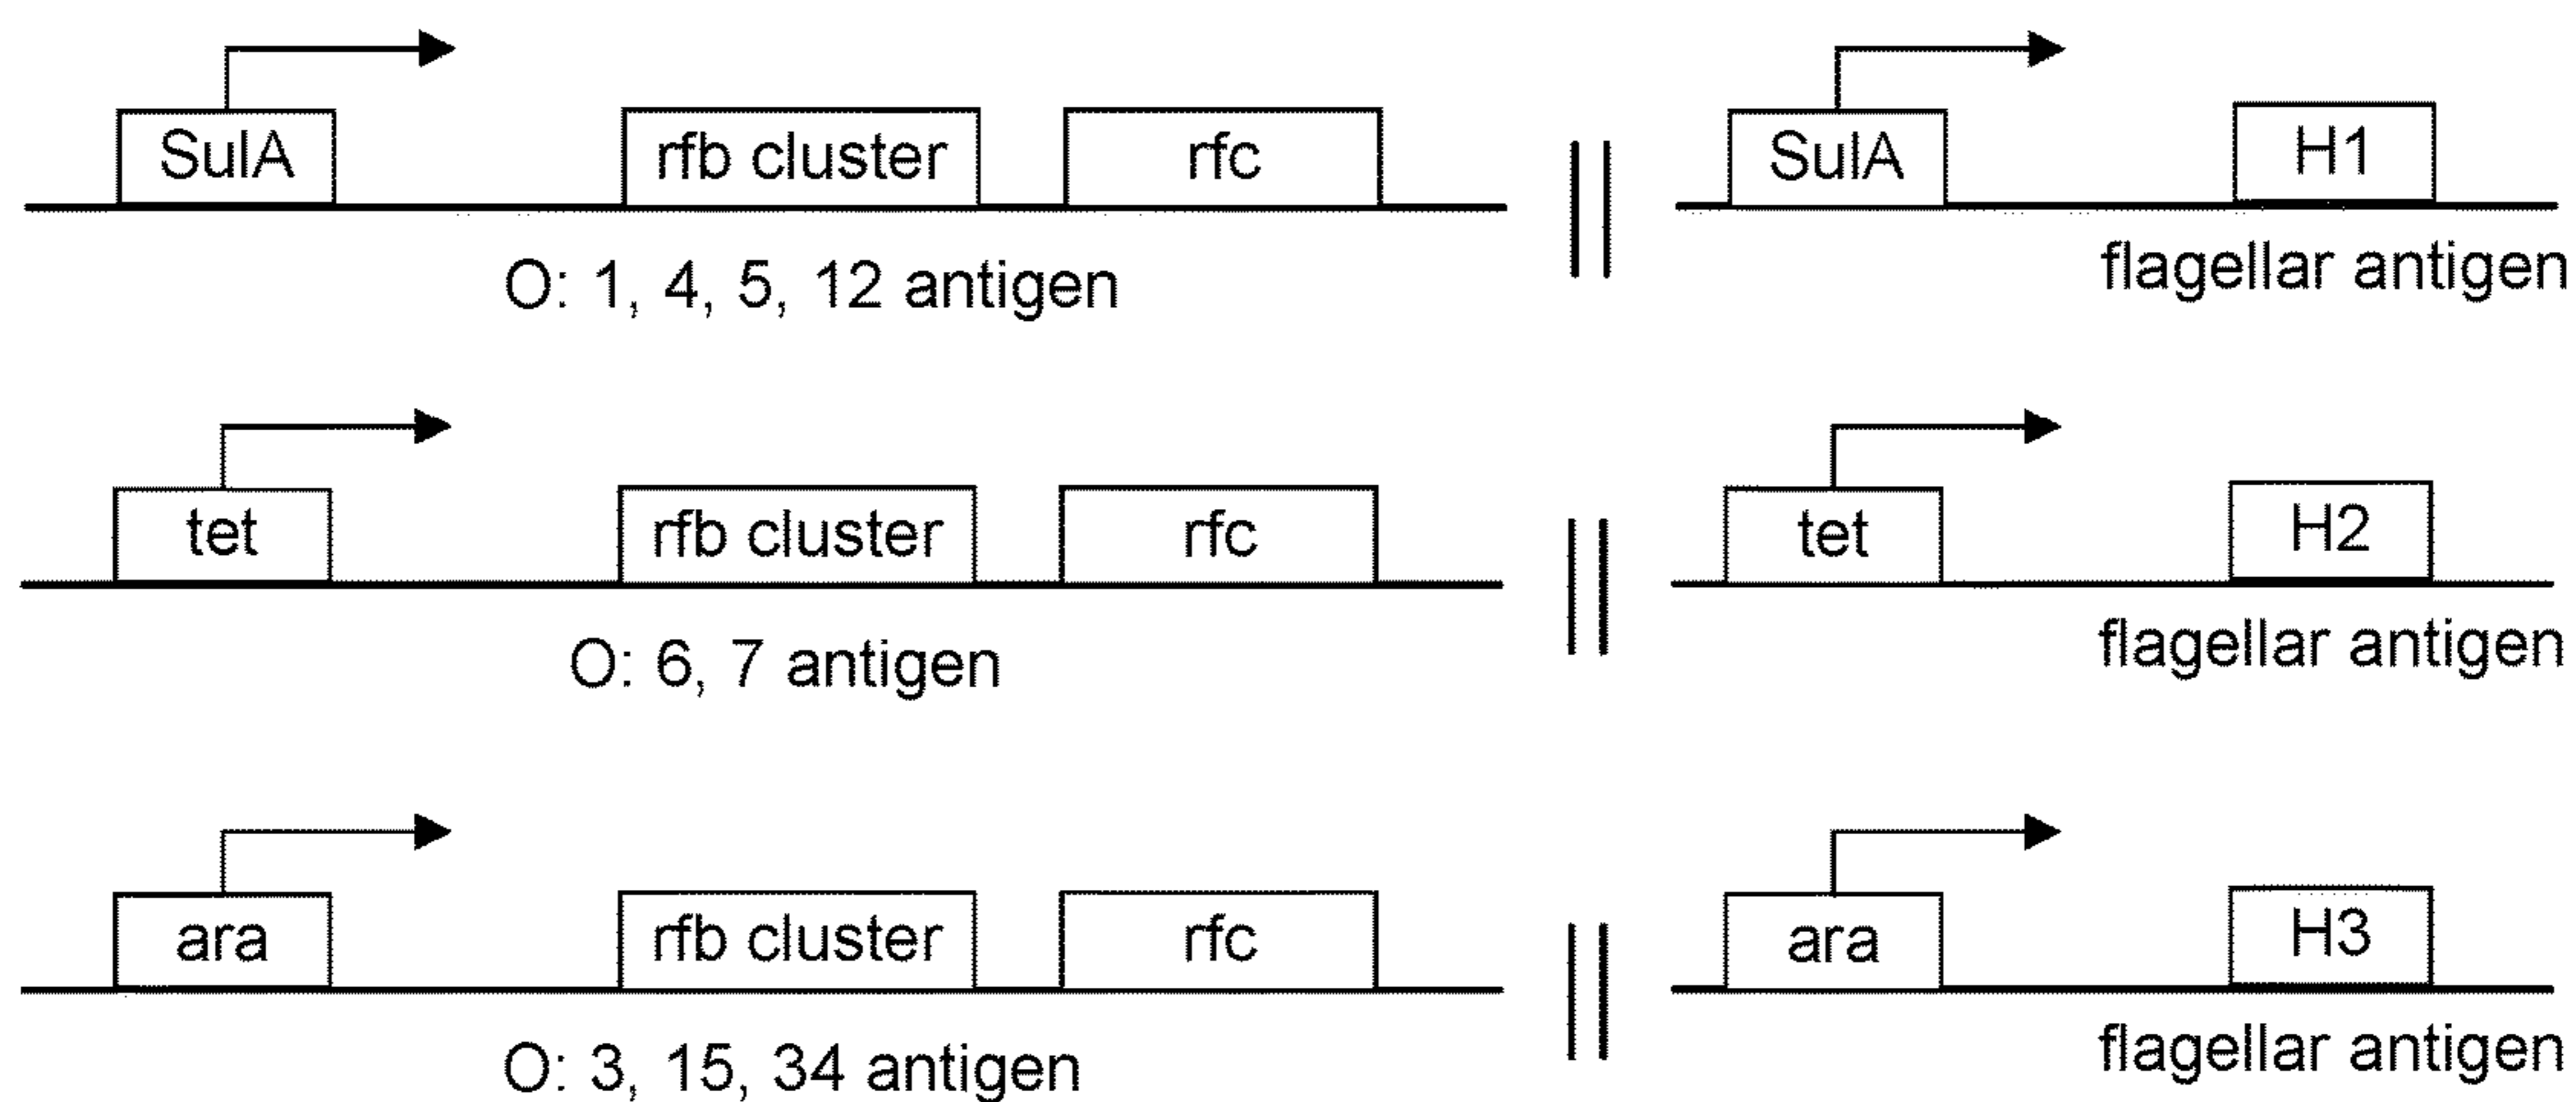 SulA rfb cluster rfc SulA H1
O: 1, 4, 5, 12 antigen flagellar antigen
tet rfb cluster rfc tet H2
O: 6, 7 antigen flagellar antigen
ara rfb cluster rfc ara H3
O: 3, 15, 34 antigen flagellar antigen